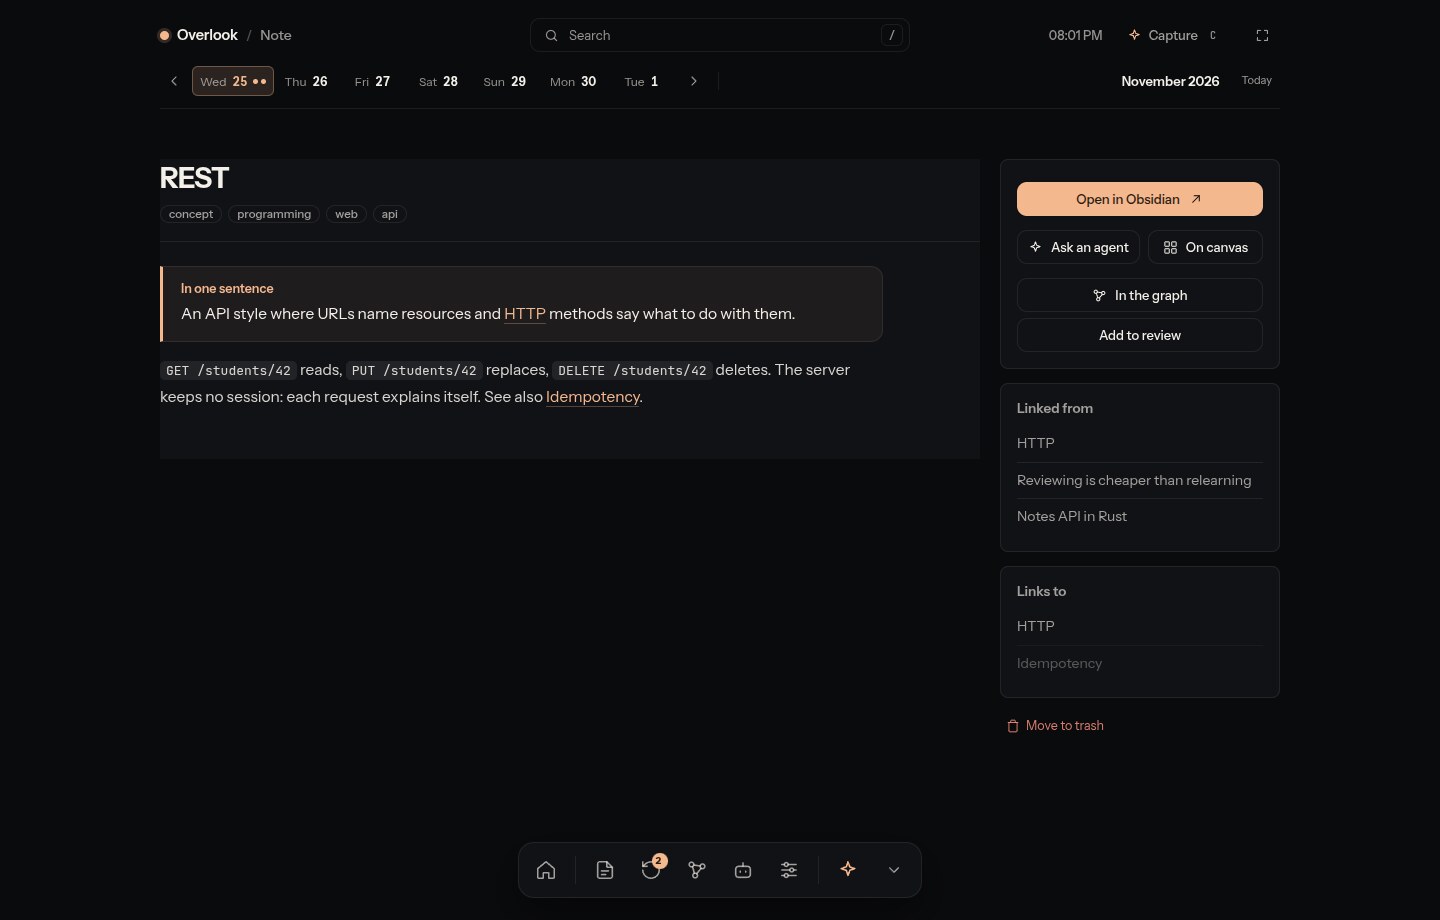 Overlook / Note
Search /
08:01 PM
Capture C
Wed 25 Thu 26 Fri 27 Sat 28 Sun 29 Mon 30 Tue 1
November 2026 Today
REST
concept programming web api
In one sentence
An API style where URLs name resources and HTTP methods say what to do with them.
GET /students/42 reads, PUT /students/42 replaces, DELETE /students/42 deletes. The server
keeps no session: each request explains itself. See also Idempotency.
Open in Obsidian
Ask an agent On canvas
In the graph
Add to review
Linked from
HTTP
Reviewing is cheaper than relearning
Notes API in Rust
Links to
HTTP
Idempotency
Move to trash
2